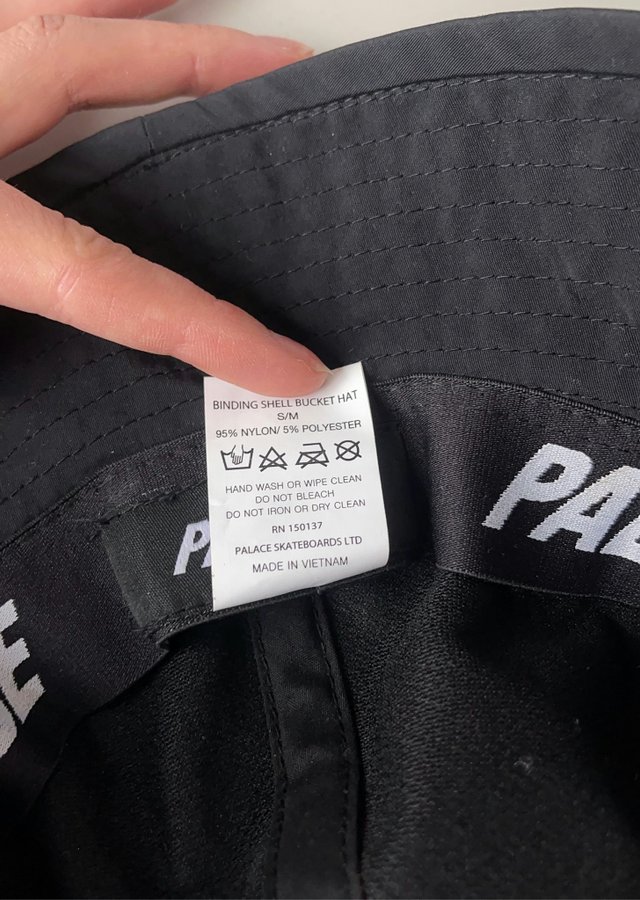 BINDING SHELL BUCKET HAT
S/M
95% NYLON/ 5% POLYESTER
HAND WASH OR WIPE CLEAN
DO NOT BLEACH
DO NOT IRON OR DRY CLEAN
RN 150137
PALACE SKATEBOARDS LTD
MADE IN VIETNAM